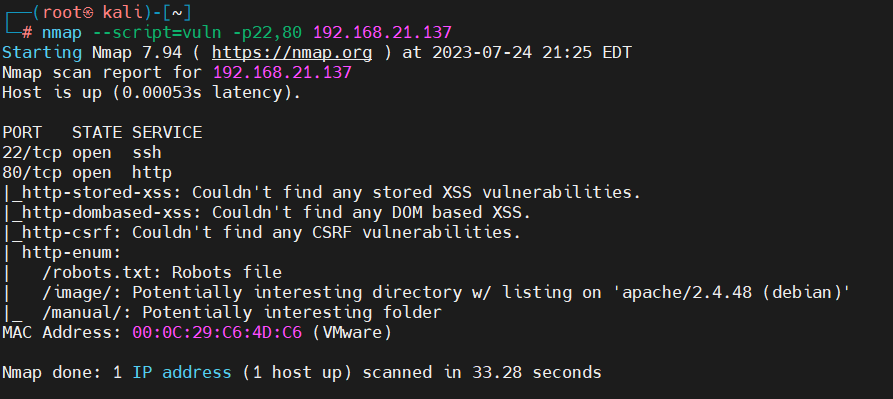 ┌──(root㉿ kali)-[~]
└─# nmap --script=vuln -p22,80 192.168.21.137
Starting Nmap 7.94 ( https://nmap.org ) at 2023-07-24 21:25 EDT
Nmap scan report for 192.168.21.137
Host is up (0.00053s latency).

PORT   STATE SERVICE
22/tcp open  ssh
80/tcp open  http
|_http-stored-xss: Couldn't find any stored XSS vulnerabilities.
|_http-dombased-xss: Couldn't find any DOM based XSS.
|_http-csrf: Couldn't find any CSRF vulnerabilities.
| http-enum:
|   /robots.txt: Robots file
|   /image/: Potentially interesting directory w/ listing on 'apache/2.4.48 (debian)'
|_  /manual/: Potentially interesting folder
MAC Address: 00:0C:29:C6:4D:C6 (VMware)

Nmap done: 1 IP address (1 host up) scanned in 33.28 seconds